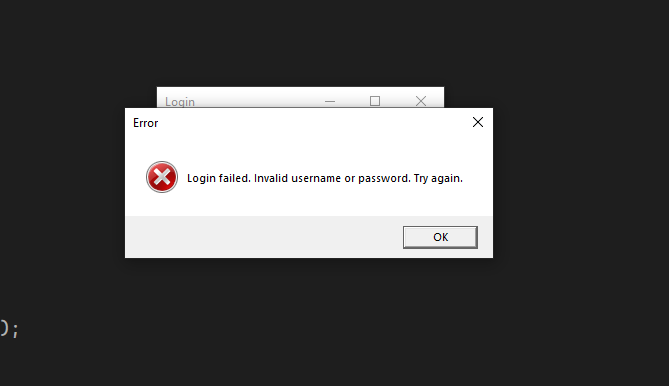 Login
Error
Login failed. Invalid username or password. Try again.
OK
);